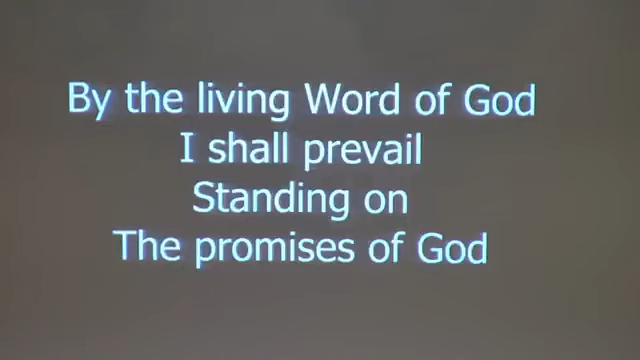 By the living Word of God
I shall prevail
Standing on
The promises of God